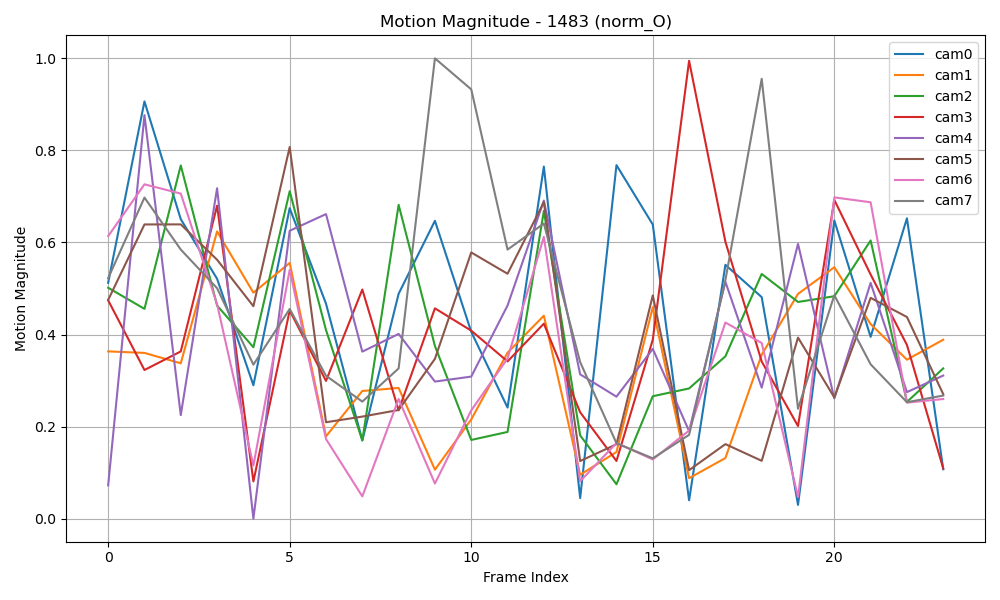 Motion Magnitude - 1483 (norm_O)
Motion Magnitude
1.0
0.8
0.6
0.4
0.2
0.0
0
5
10
15
20
Frame Index
cam0
cam1
cam2
cam3
cam4
cam5
cam6
cam7